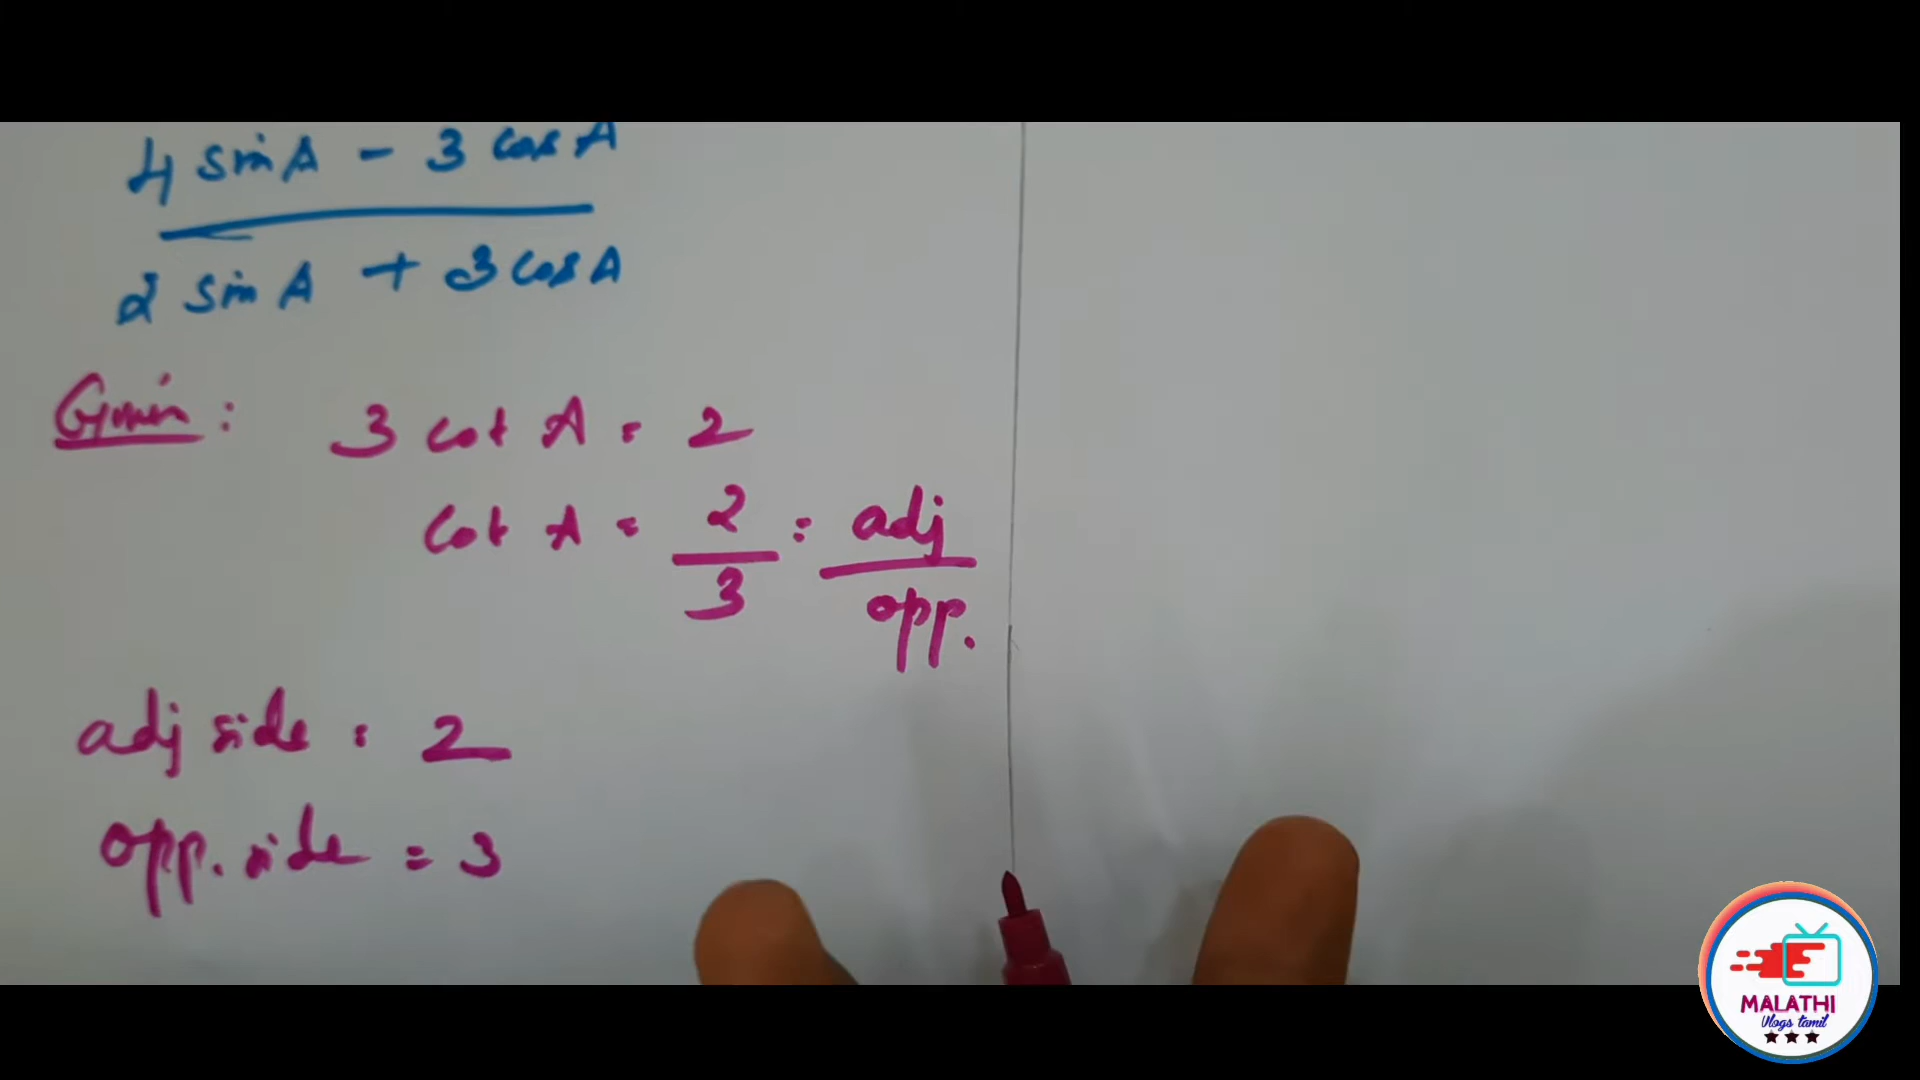 4 sin A - 3 cos A
2 sin A + 3 cos A
Given : 3 cot A = 2
cot A = 2/3 = adj/opp.
adj side = 2
opp. side = 3
MALATHI
Vlogs tamil